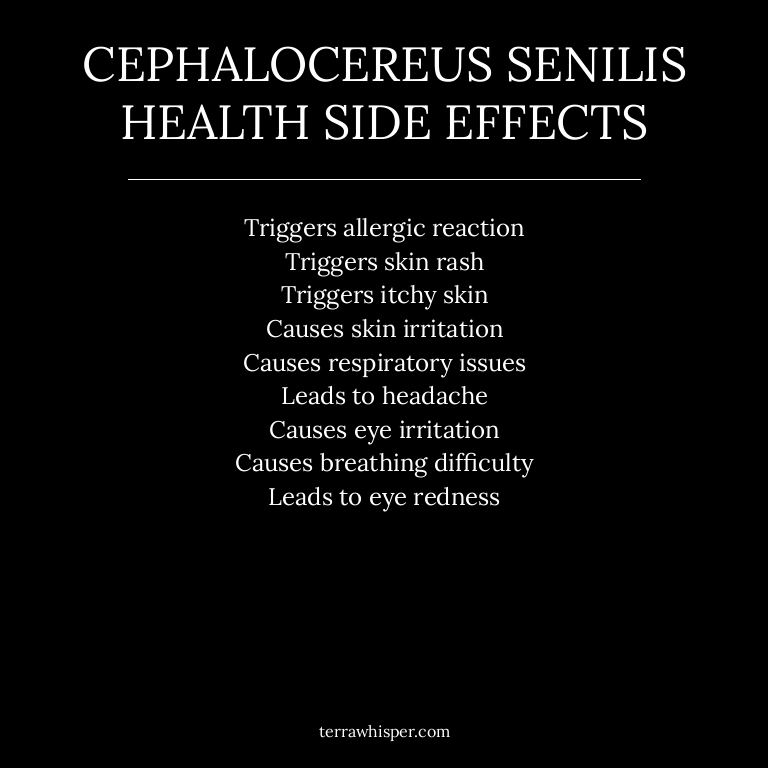 CEPHALOCEREUS SENILIS
HEALTH SIDE EFFECTS
Triggers allergic reaction
Triggers skin rash
Triggers itchy skin
Causes skin irritation
Causes respiratory issues
Leads to headache
Causes eye irritation
Causes breathing difficulty
Leads to eye redness
terrawhisper.com